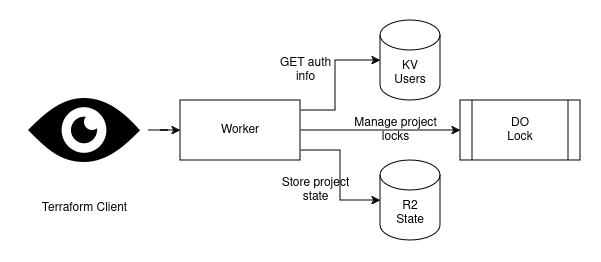 GET auth
info
KV
Users
Worker
Manage project
locks
DO
Lock
Store project
state
R2
State
Terraform Client